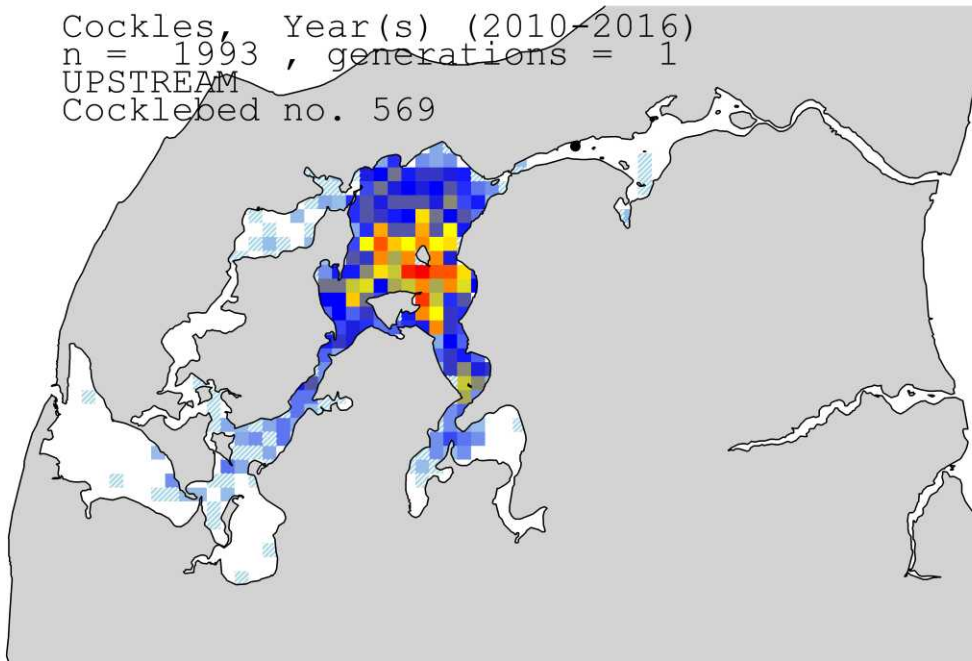 Cockles, Year(s) (2010-2016)
n = 1993 , generations = 1
UPSTREAM
Cocklebed no. 569